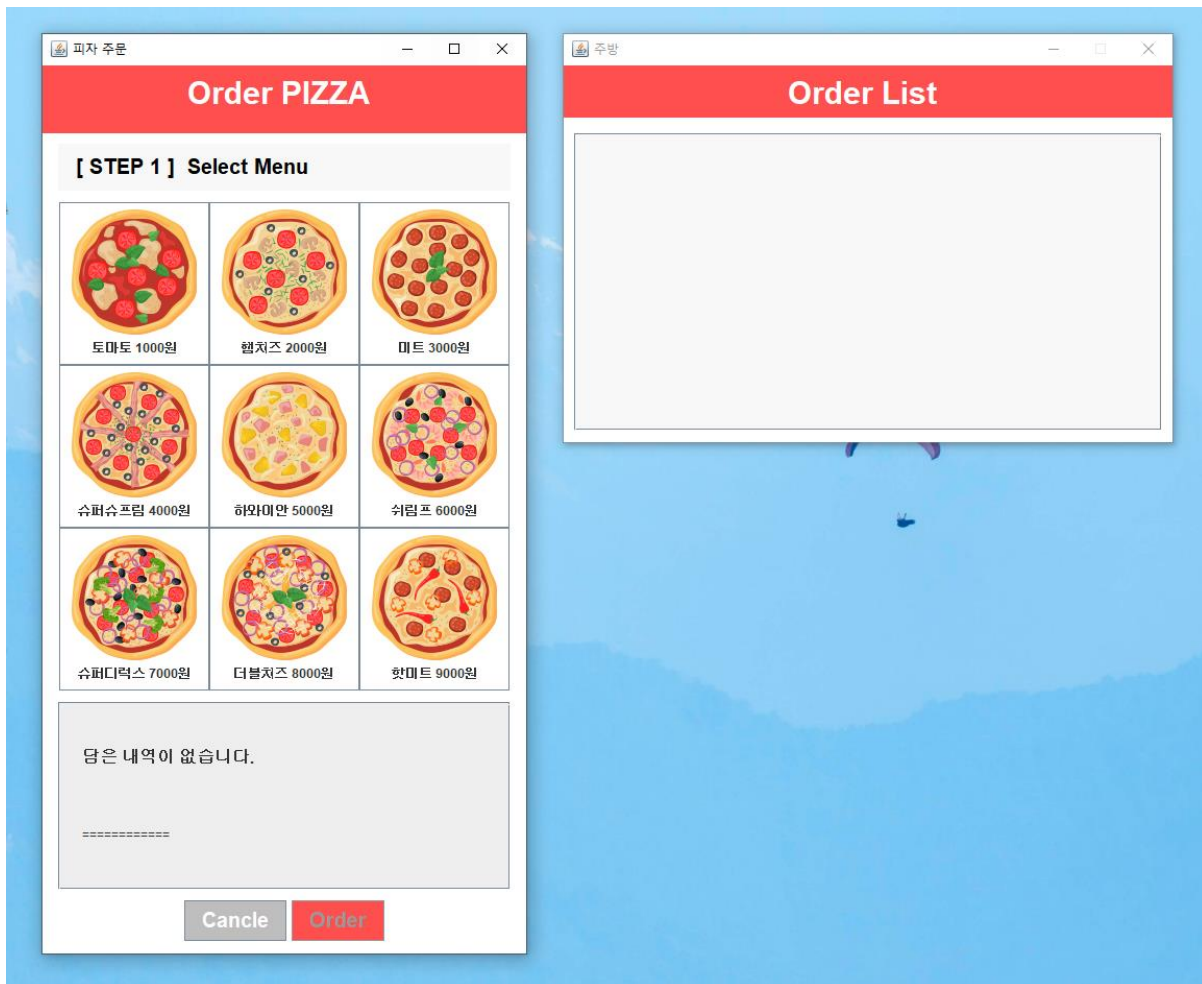 피자 주문
Order PIZZA
[ STEP 1 ] Select Menu
토마토 1000원
햄치즈 2000원
미트 3000원
슈퍼슈프림 4000원
하와이안 5000원
쉬림프 6000원
슈퍼디럭스 7000원
더블치즈 8000원
핫미트 9000원
담은 내역이 없습니다.
============
Cancle
Order
주방
Order List